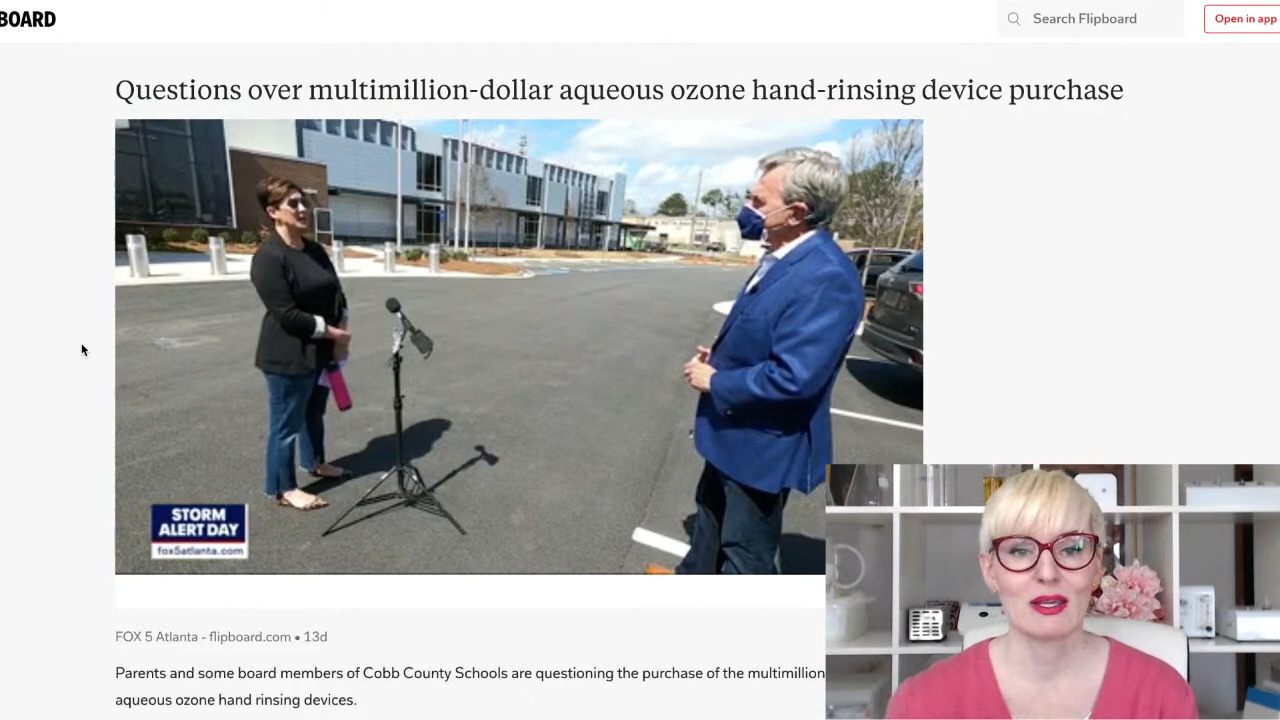 BOARD
Search Flipboard
Open in app
Questions over multimillion-dollar aqueous ozone hand-rinsing device purchase
STORM
ALERT DAY
fox5atlanta.com
FOX 5 Atlanta - flipboard.com • 13d
Parents and some board members of Cobb County Schools are questioning the purchase of the multimillion
aqueous ozone hand rinsing devices.